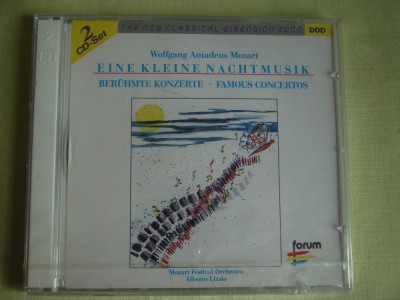 2
CD-Set
THE NEW CLASSICAL DIMENSION 2000
DDD
Wolfgang Amadeus Mozart
EINE KLEINE NACHTMUSIK
BERÜHMTE KONZERTE · FAMOUS CONCERTOS
Mozart Festival Orchestra
Alberto Lizzio
forum